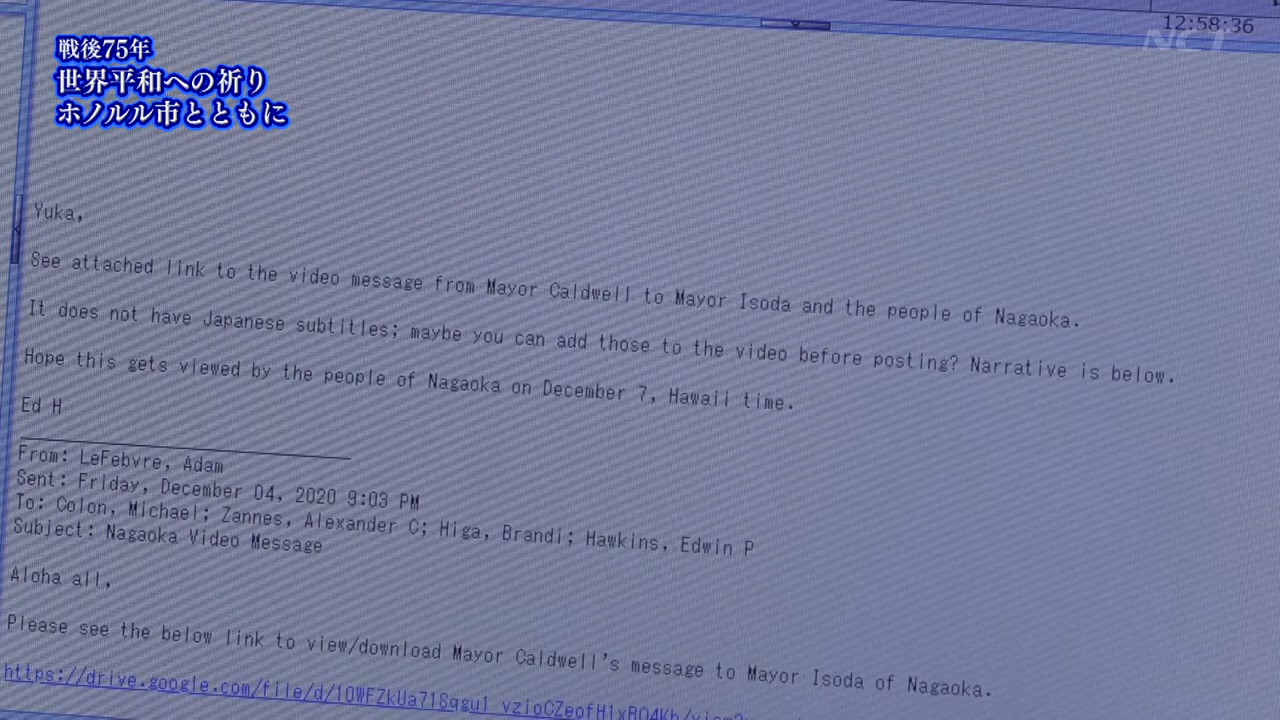 12:58:36
NCT
戦後75年
世界平和への祈り
ホノルル市とともに
Yuka,
See attached link to the video message from Mayor Caldwell to Mayor Isoda and the people of Nagaoka.
It does not have Japanese subtitles; maybe you can add those to the video before posting? Narrative is below.
Hope this gets viewed by the people of Nagaoka on December 7, Hawaii time.
Ed H
From: LeFebvre, Adam
Sent: Friday, December 04, 2020 9:03 PM
To: Colon, Michael; Zannes, Alexander C; Higa, Brandi; Hawkins, Edwin P
Subject: Nagaoka Video Message
Aloha all,
Please see the below link to view/download Mayor Caldwell's message to Mayor Isoda of Nagaoka.